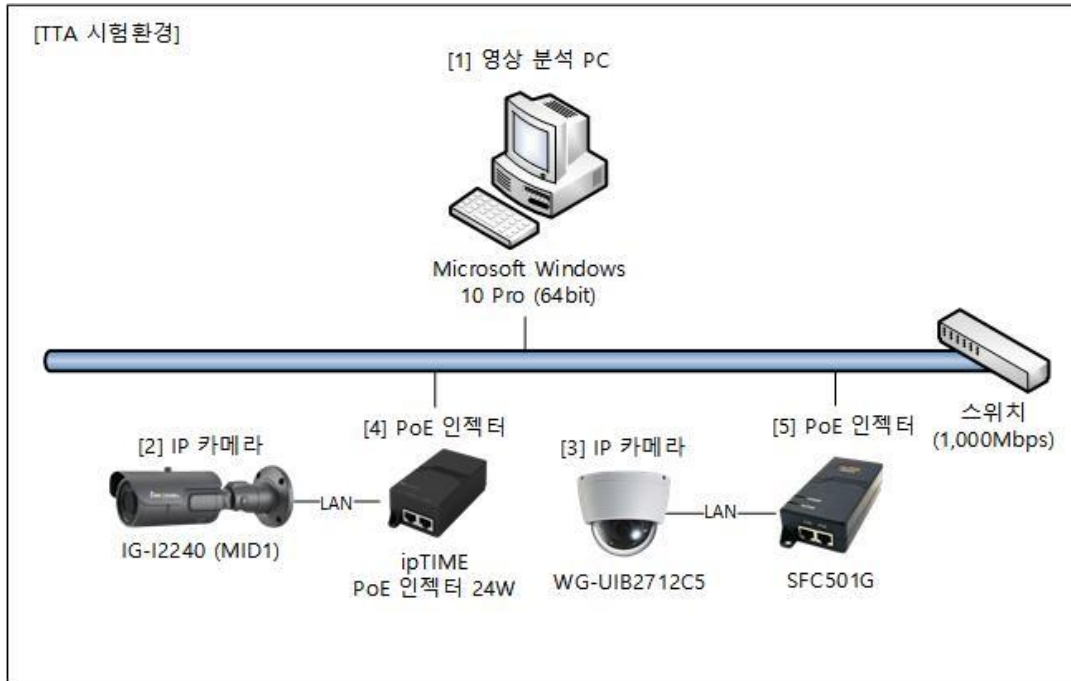 [TTA 시험환경]
[1] 영상 분석 PC
Microsoft Windows
10 Pro (64bit)
스위치
(1,000Mbps)
[2] IP 카메라
LAN
IG-I2240 (MID1)
[4] PoE 인젝터
ipTIME
PoE 인젝터 24W
[3] IP 카메라
LAN
WG-UIB2712C5
[5] PoE 인젝터
SFC501G